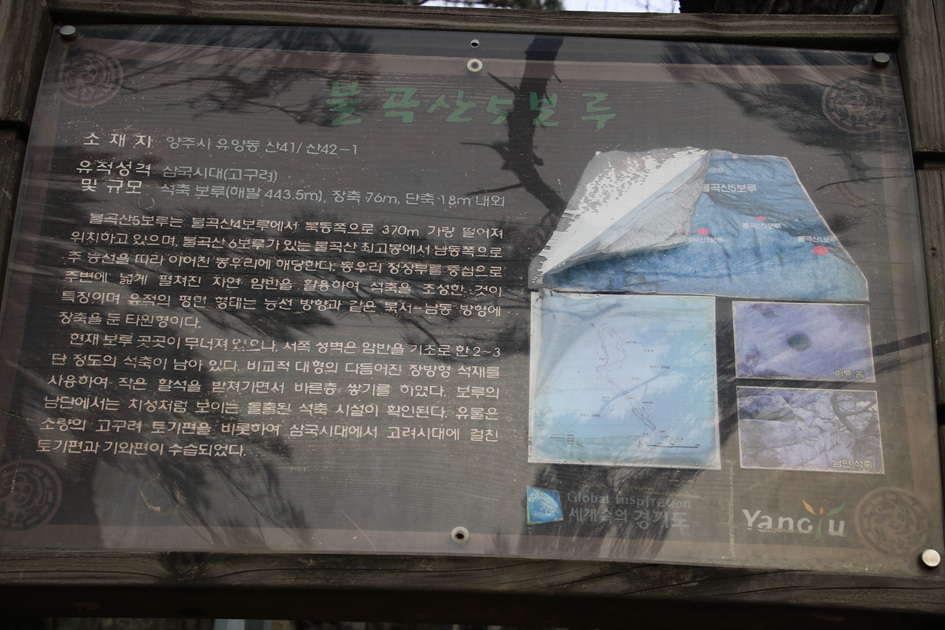 불곡산5보루
소 재 지 양주시 유양동 산41/ 산42-1
유적성격 삼국시대(고구려)
및 규모 석축 보루(해발 443.5m), 장축 76m, 단축 18m 내외
불곡산5보루는 불곡산4보루에서 북동쪽으로 370m 가량 떨어져
위치하고 있으며, 불곡산 6보루가 있는 불곡산 최고봉에서 남동쪽으로
주 능선을 따라 이어진 봉우리에 해당한다. 봉우리 정상부를 중심으로
주변에 넓게 펼쳐진 자연 암반을 활용하여 석축을 조성한 것이
특징이며 유적의 평면 형태는 능선 방향과 같은 북서-남동 방향에
장축을 둔 타원형이다.
현재 보루 곳곳이 무너져 있으나, 서쪽 성벽은 암반을 기초로 한 2~3
단 정도의 석축이 남아 있다. 비교적 대형의 다듬어진 장방형 석재를
사용하여 작은 할석을 받쳐가면서 바른층 쌓기를 하였다. 보루의
남단에서는 치성처럼 보이는 돌출된 석축 시설이 확인된다. 유물은
소량의 고구려 토기편을 비롯하여 삼국시대에서 고려시대에 걸친
토기편과 기와편이 수습되었다.
불곡산5보루
남편 석축
Global Inspiration
세계속의 경기도
Yangju